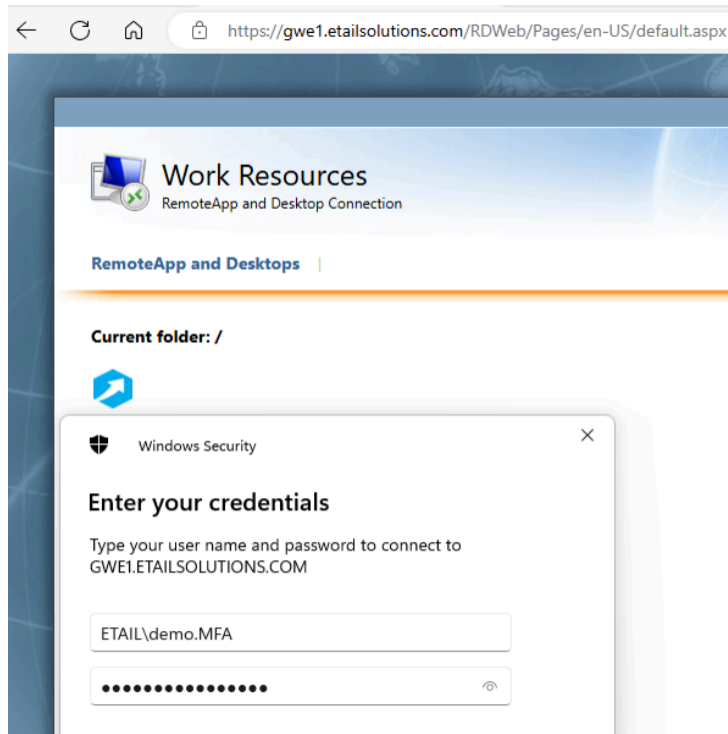 https://gwe1.etailsolutions.com/RDWeb/Pages/en-US/default.aspx
Work Resources
RemoteApp and Desktop Connection
RemoteApp and Desktops |
Current folder: /
Windows Security
Enter your credentials
Type your user name and password to connect to
GWE1.ETAILSOLUTIONS.COM
ETAIL\demo.MFA
••••••••••••••••